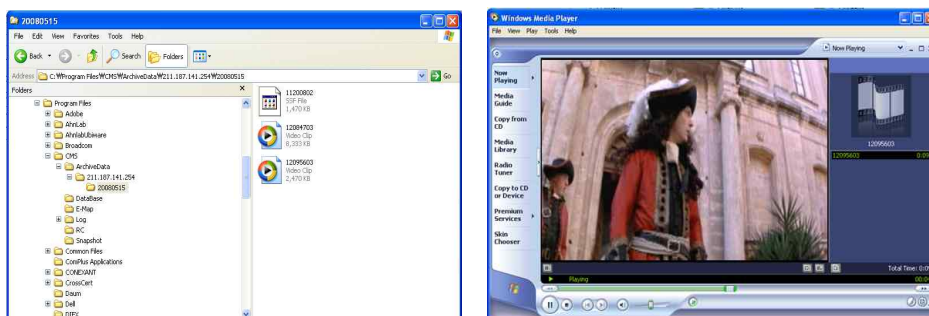 20080515
File Edit View Favorites Tools Help
Back Search Folders
Address C:₩Program Files₩CMS₩ArchiveData₩211.187.141.254₩20080515 Go
Folders
Program Files
Adobe
AhnLab
AhnlabUbiware
Broadcom
CMS
ArchiveData
211.187.141.254
20080515
DataBase
E-Map
Log
RC
Snapshot
Common Files
ComPlus Applications
CONEXANT
CrossCert
Daum
Dell
DIFX
11200802
SSF File
1,470 KB
12084703
Video Clip
8,333 KB
12095603
Video Clip
2,470 KB
Windows Media Player
File View Play Tools Help
Now Playing
Now
Playing
Media
Guide
Copy from
CD
Media
Library
Radio
Tuner
Copy to CD
or Device
Premium
Services
Skin
Chooser
12095603
12095603
Total Time:
Playing